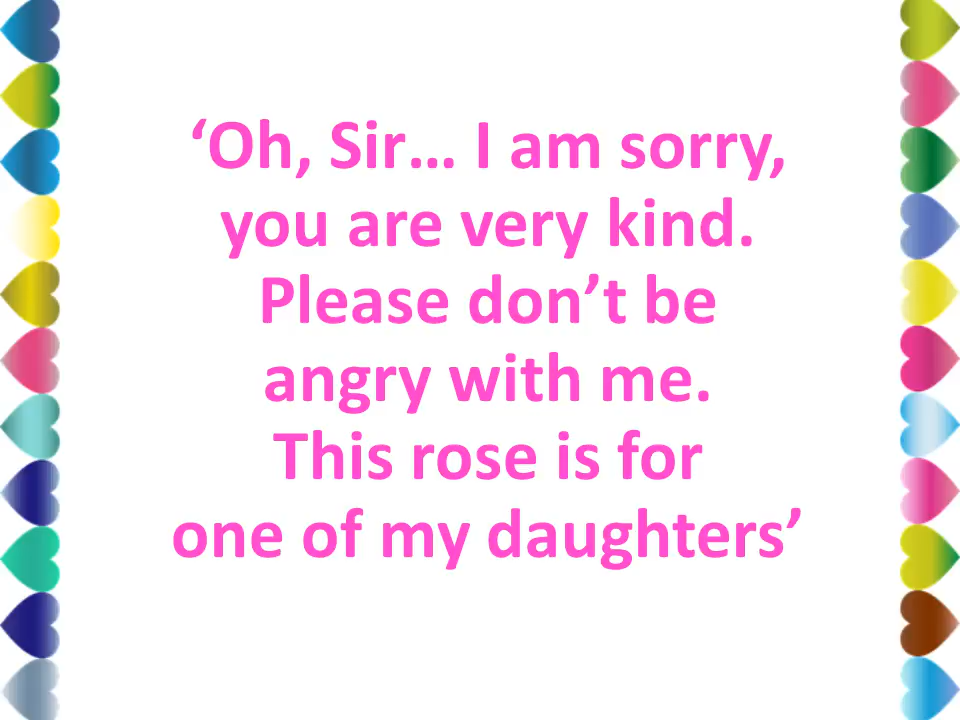 ‘Oh, Sir… I am sorry,
you are very kind.
Please don’t be
angry with me.
This rose is for
one of my daughters’